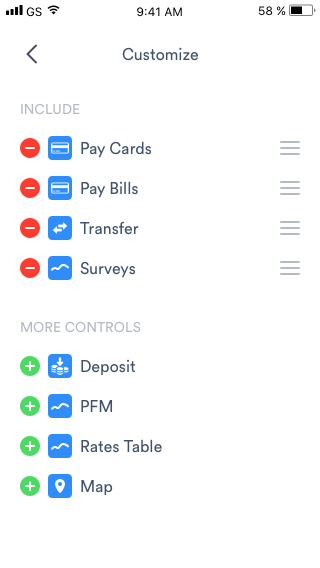 GS 9:41 AM 58 %
Customize
INCLUDE
Pay Cards
Pay Bills
Transfer
Surveys
MORE CONTROLS
Deposit
PFM
Rates Table
Map